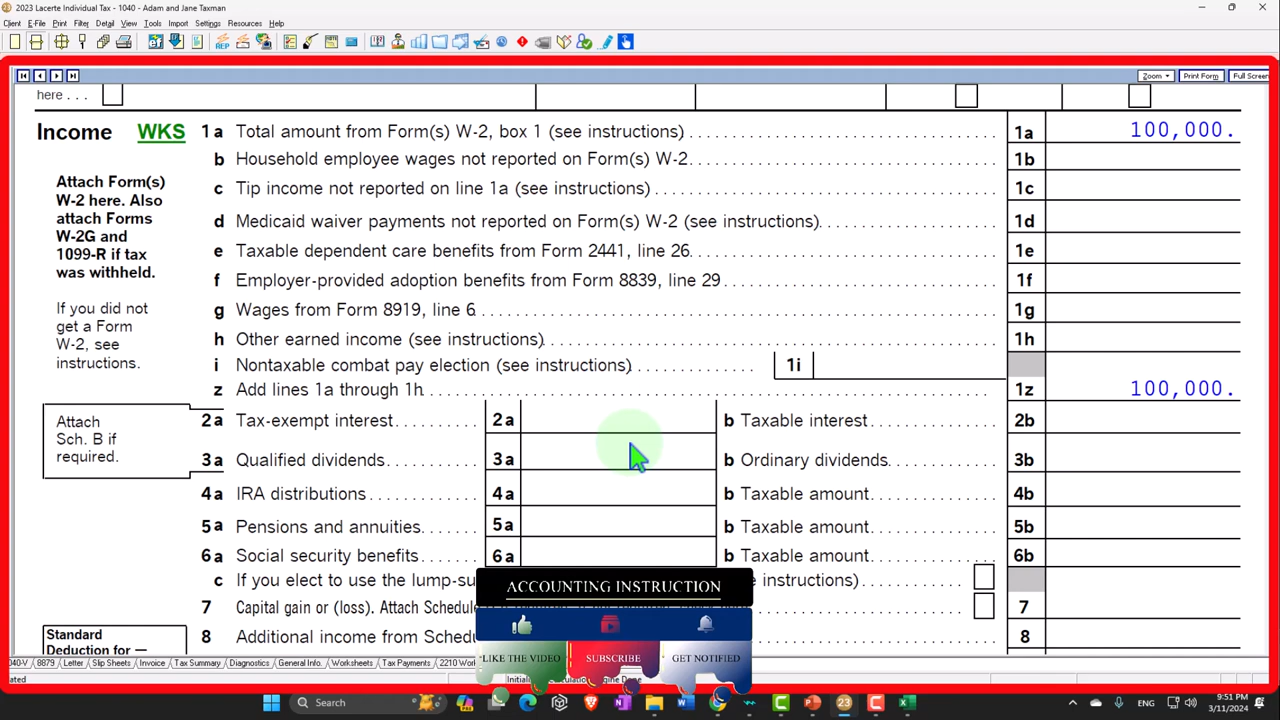 2023 Lacerte Individual Tax - 1040 - Adam and Jane Taxman
Client E-File Print Filter Detail View Tools Import Settings Resources Help
Zoom Print Form Full Screen
here . . .
Income WKS 1a Total amount from Form(s) W-2, box 1 (see instructions) 1a 100,000.
b Household employee wages not reported on Form(s) W-2 1b
c Tip income not reported on line 1a (see instructions) 1c
d Medicaid waiver payments not reported on Form(s) W-2 (see instructions) 1d
e Taxable dependent care benefits from Form 2441, line 26 1e
f Employer-provided adoption benefits from Form 8839, line 29 1f
g Wages from Form 8919, line 6 1g
h Other earned income (see instructions) 1h
i Nontaxable combat pay election (see instructions) 1i
z Add lines 1a through 1h 1z 100,000.
Attach Form(s)
W-2 here. Also
attach Forms
W-2G and
1099-R if tax
was withheld.
If you did not
get a Form
W-2, see
instructions.
2a Tax-exempt interest 2a b Taxable interest 2b
3a Qualified dividends 3a b Ordinary dividends 3b
4a IRA distributions 4a b Taxable amount 4b
5a Pensions and annuities 5a b Taxable amount 5b
6a Social security benefits 6a b Taxable amount 6b
Attach
Sch. B if
required.
c If you elect to use the lump-su e instructions)
7 Capital gain or (loss). Attach Schedule 7
8 Additional income from Schedu 8
Standard
Deduction for —
ACCOUNTING INSTRUCTION
LIKE THE VIDEO SUBSCRIBE GET NOTIFIED
1040-V 8879 Letter Slip Sheets Invoice Tax Summary Diagnostics General Info. Worksheets Tax Payments 2210 Work
Search
ENG 9:51 PM
3/11/2024